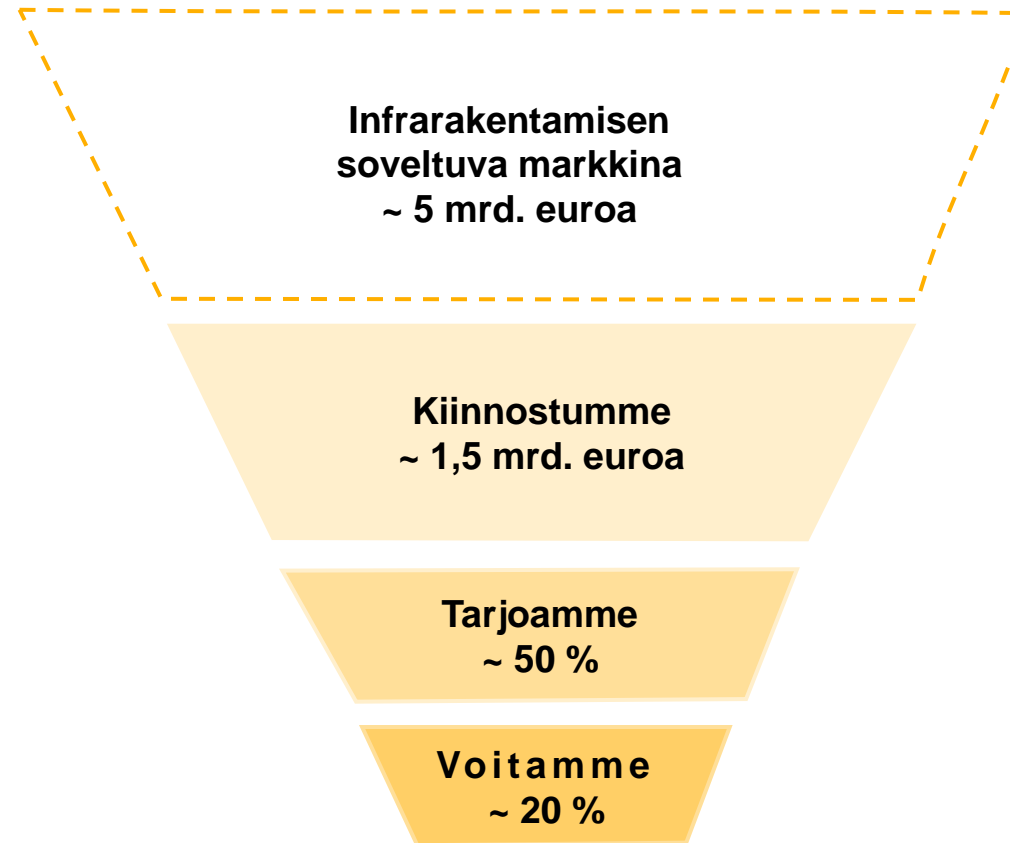 Infrarakentamisen
soveltuva markkina
~ 5 mrd. euroa
Kiinnostumme
~ 1,5 mrd. euroa
Tarjoamme
~ 50 %
Voitamme
~ 20 %